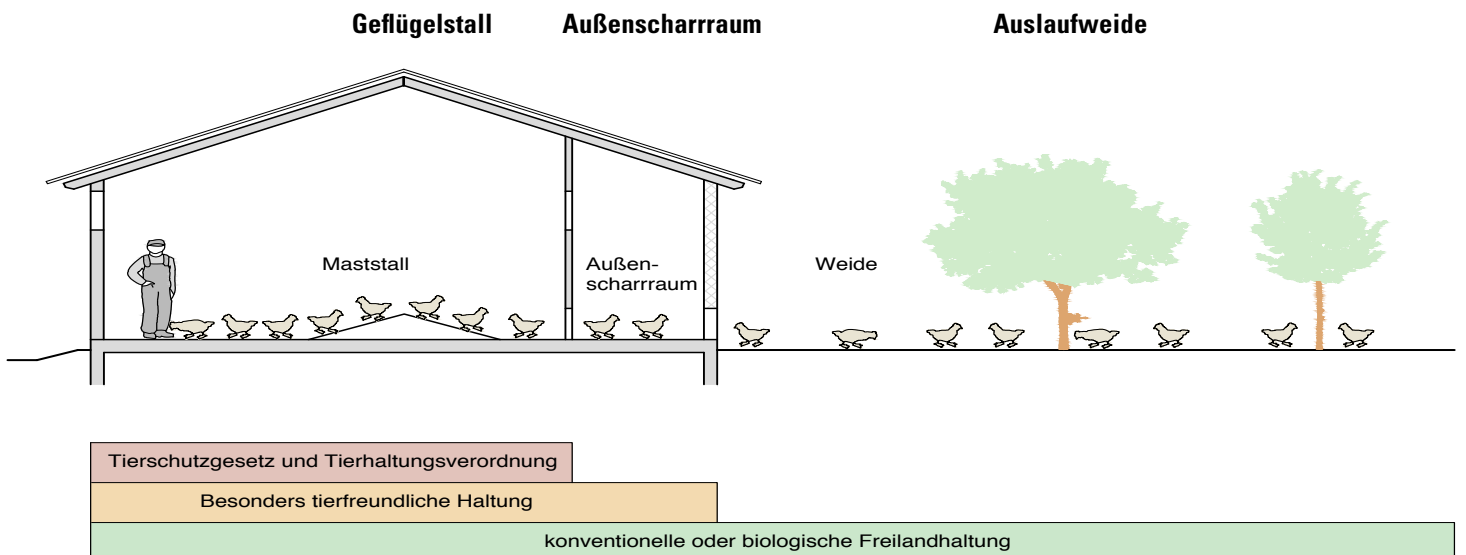 Geflügelstall Außenscharrraum Auslaufweide
Maststall
Außen-
scharrraum
Weide
Tierschutzgesetz und Tierhaltungsverordnung
Besonders tierfreundliche Haltung
konventionelle oder biologische Freilandhaltung